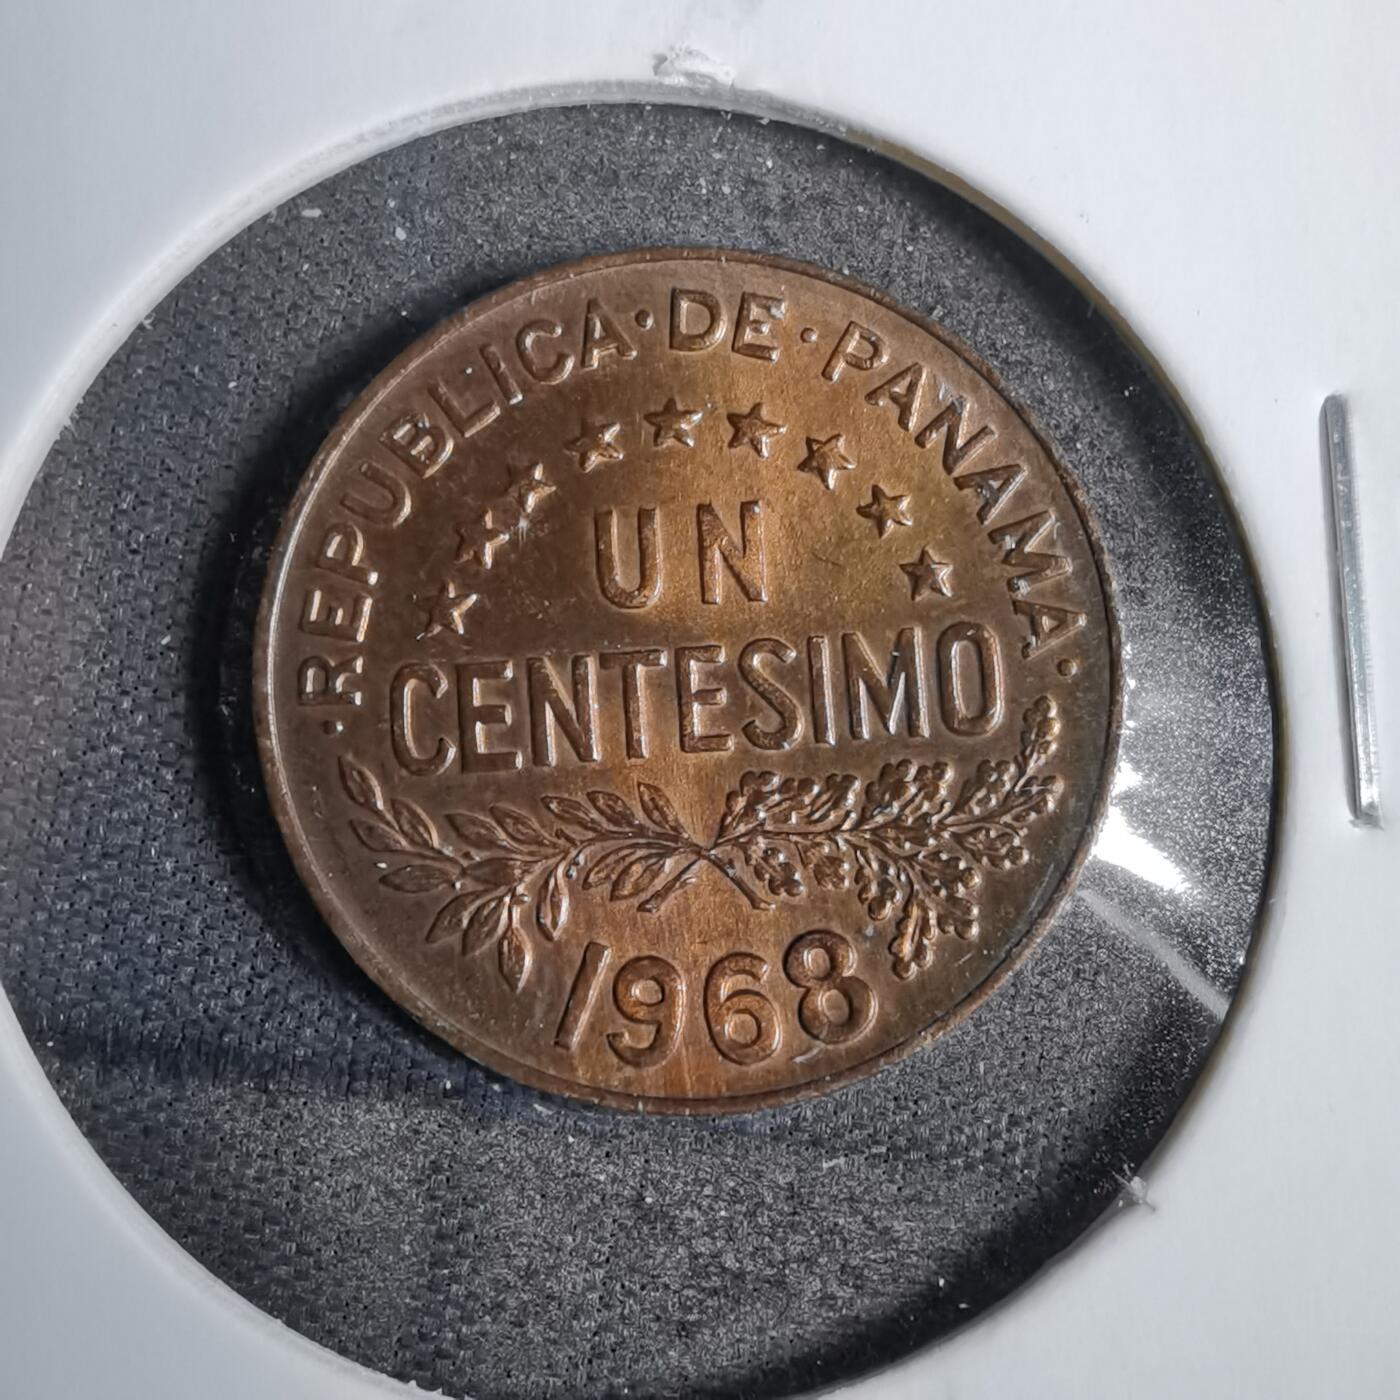 ·REPUBLICA·DE·PANAMA·
UN
CENTESIMO
1968